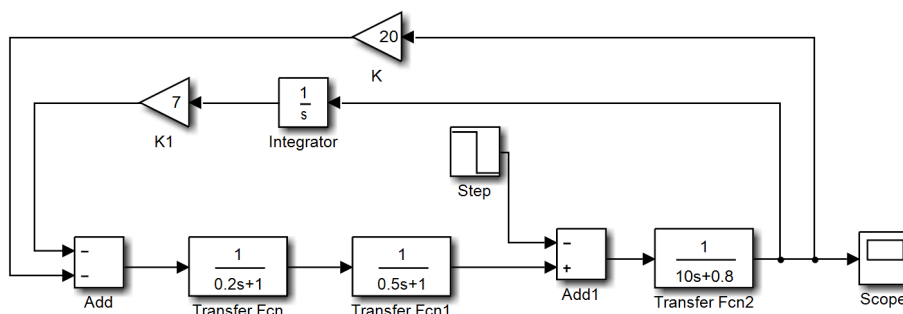 20
K
7
K1
1
s
Integrator
Step
−
−
Add
1
0.2s+1
Transfer Fcn
1
0.5s+1
Transfer Fcn1
−
+
Add1
1
10s+0.8
Transfer Fcn2
Scope